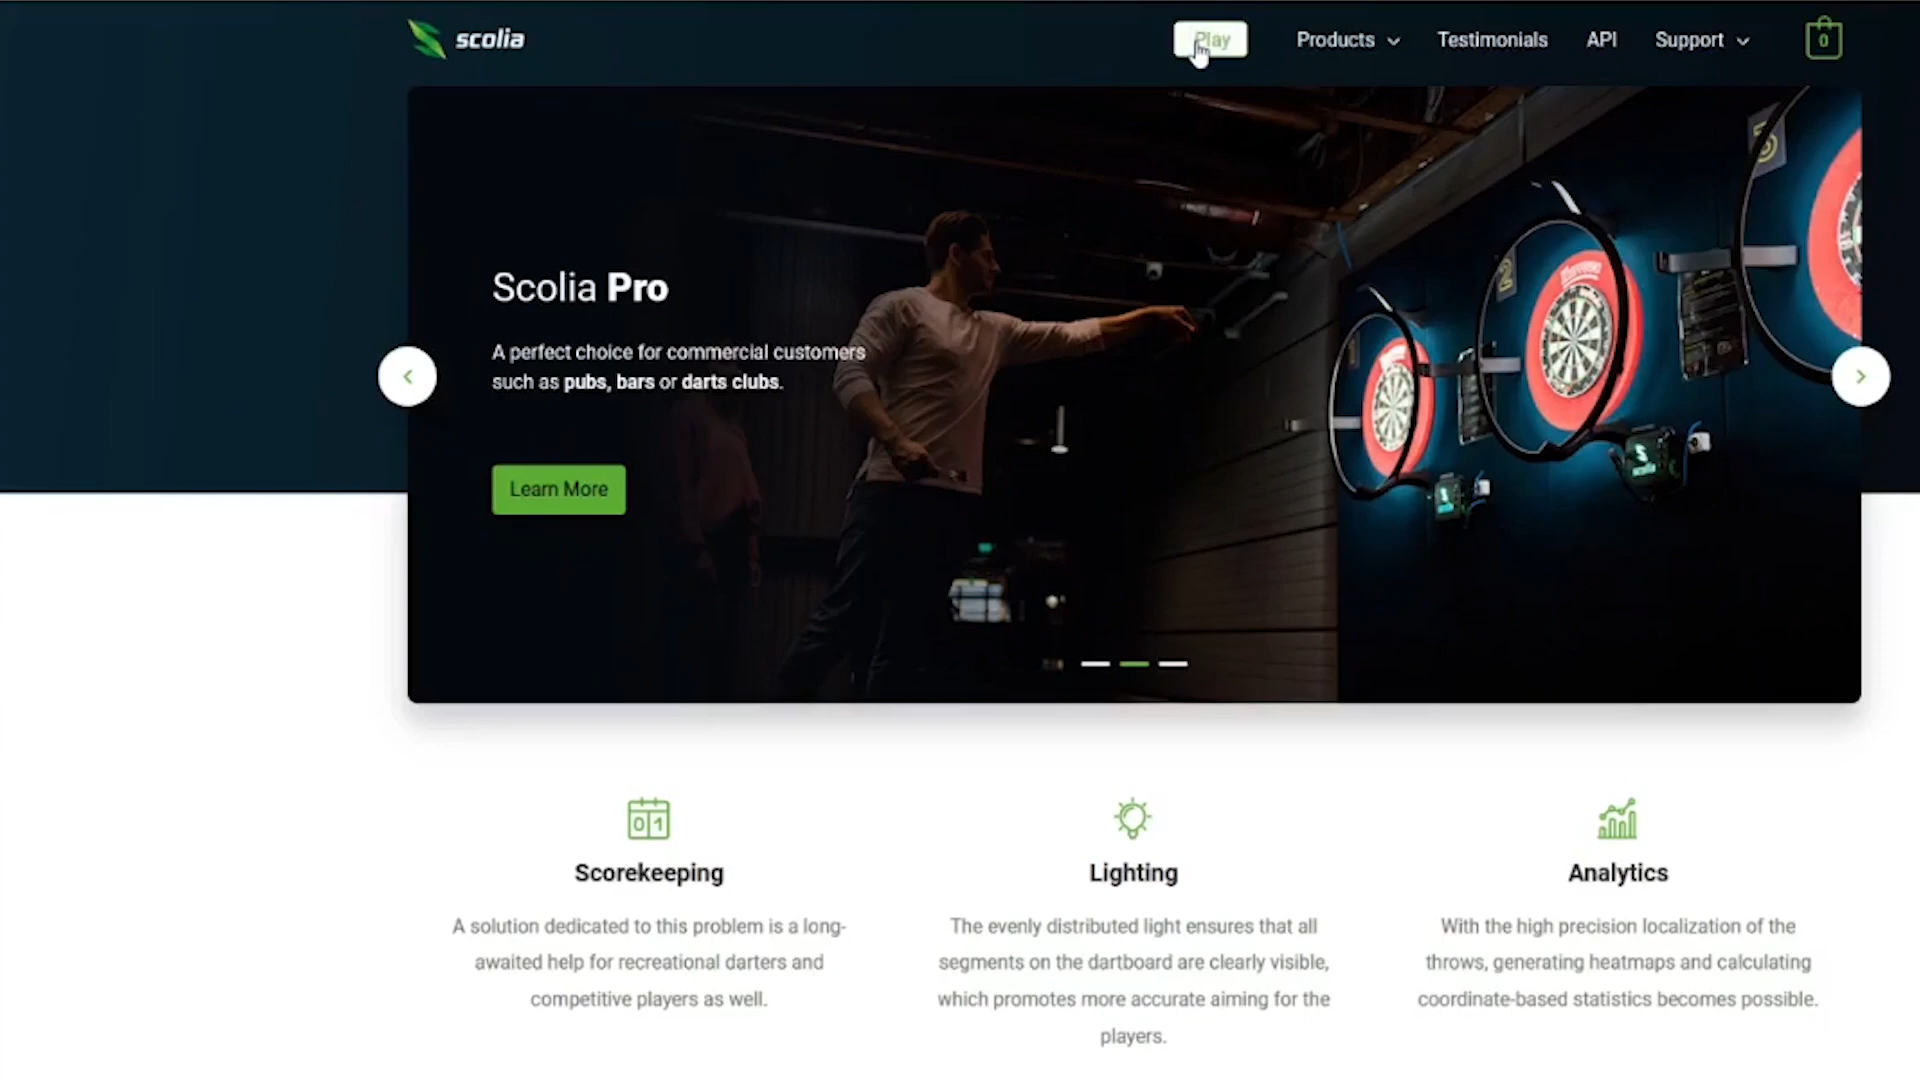 scolia
Play
Products
Testimonials
API
Support
0
Scolia Pro
A perfect choice for commercial customers
such as pubs, bars or darts clubs.
Learn More
2
01
Scorekeeping
A solution dedicated to this problem is a long-
awaited help for recreational darters and
competitive players as well.
Lighting
The evenly distributed light ensures that all
segments on the dartboard are clearly visible,
which promotes more accurate aiming for the
players.
Analytics
With the high precision localization of the
throws, generating heatmaps and calculating
coordinate-based statistics becomes possible.